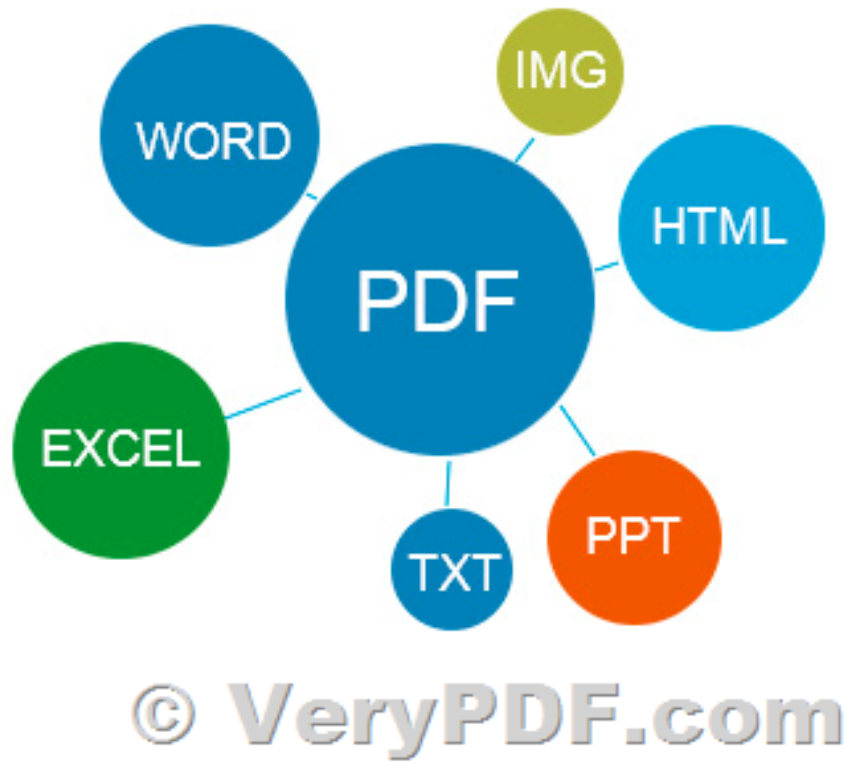 IMG
WORD
HTML
PDF
EXCEL
PPT
TXT
© VeryPDF.com